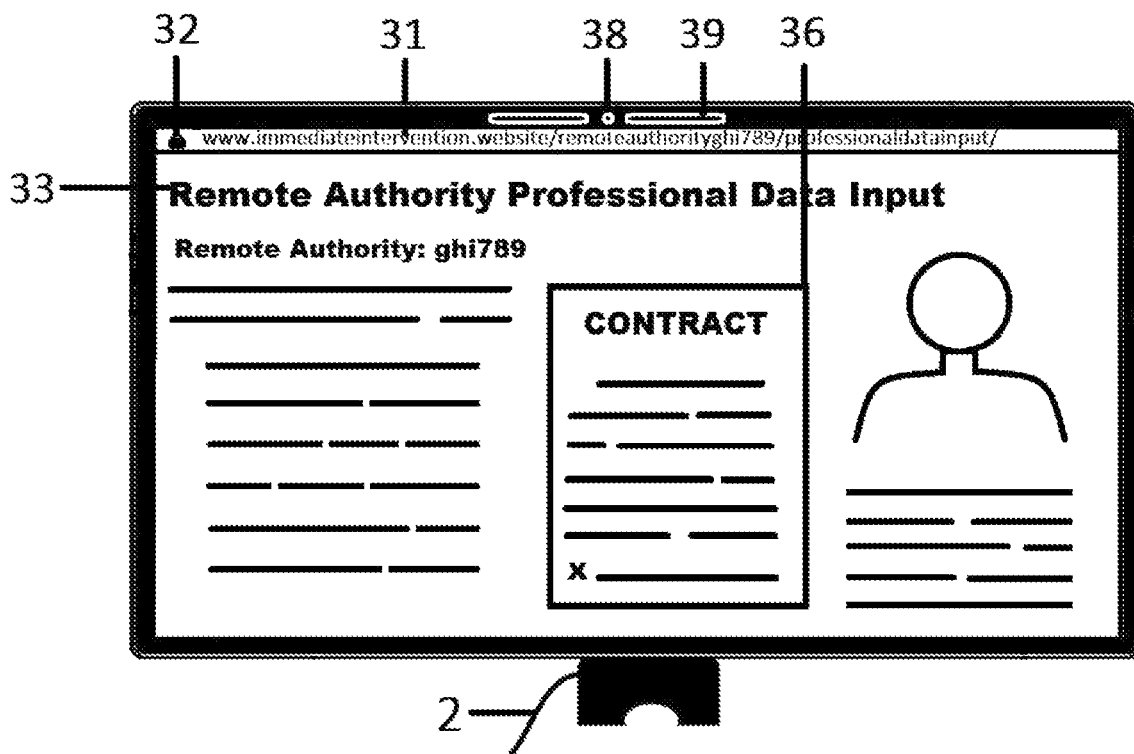 32 31 38 39 36
www.immediateintervention.website/remoteauthorityghi789/professionaldatainput/
33
Remote Authority Professional Data Input
Remote Authority: ghi789
CONTRACT
X
2